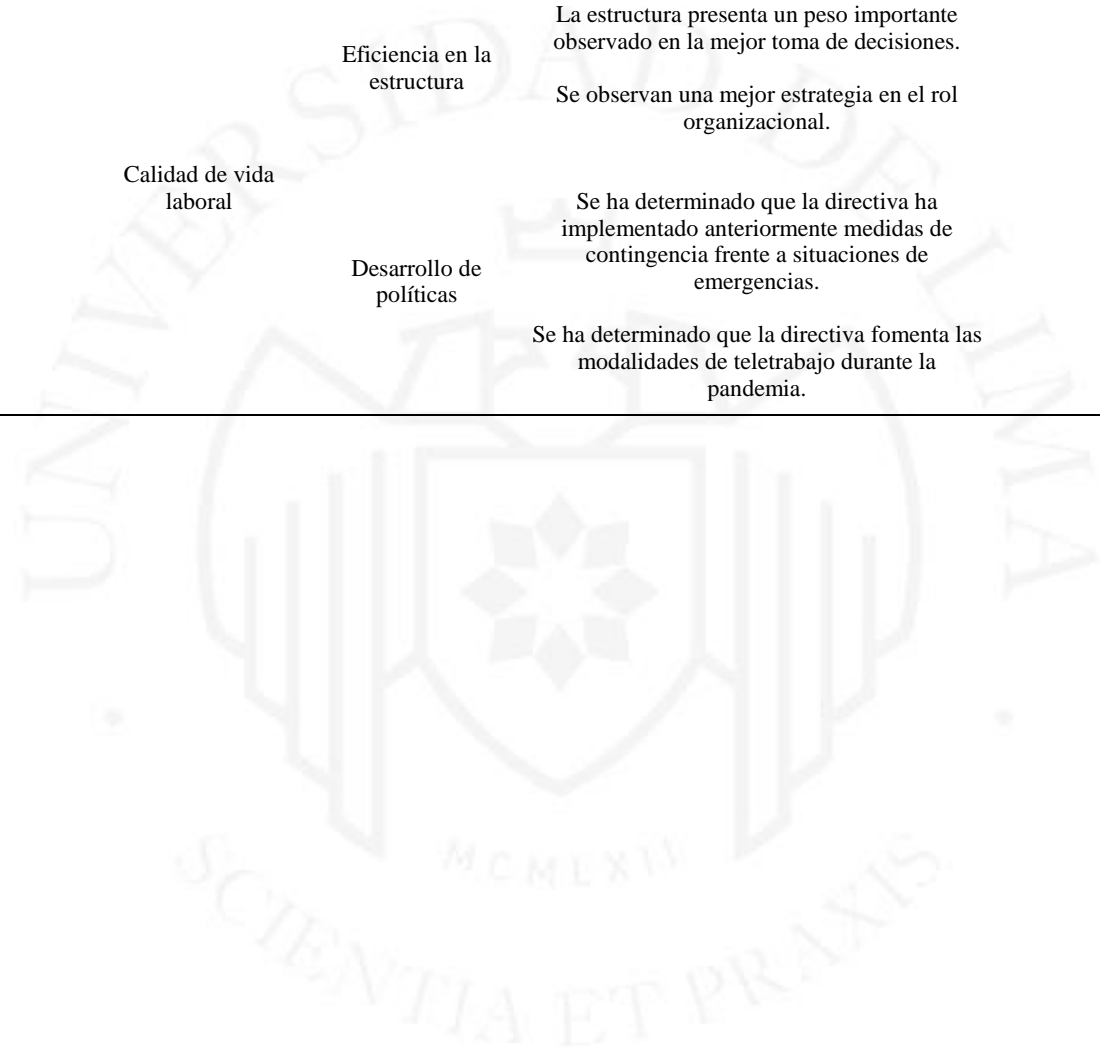 La estructura presenta un peso importante
observado en la mejor toma de decisiones.
Eficiencia en la
estructura
Se observan una mejor estrategia en el rol
organizacional.
Calidad de vida
laboral
Se ha determinado que la directiva ha
implementado anteriormente medidas de
contingencia frente a situaciones de
emergencias.
Desarrollo de
políticas
Se ha determinado que la directiva fomenta las
modalidades de teletrabajo durante la
pandemia.
UNIVERSIDAD DE LIMA
MCMLXII
SCIENTIA ET PRAXIS